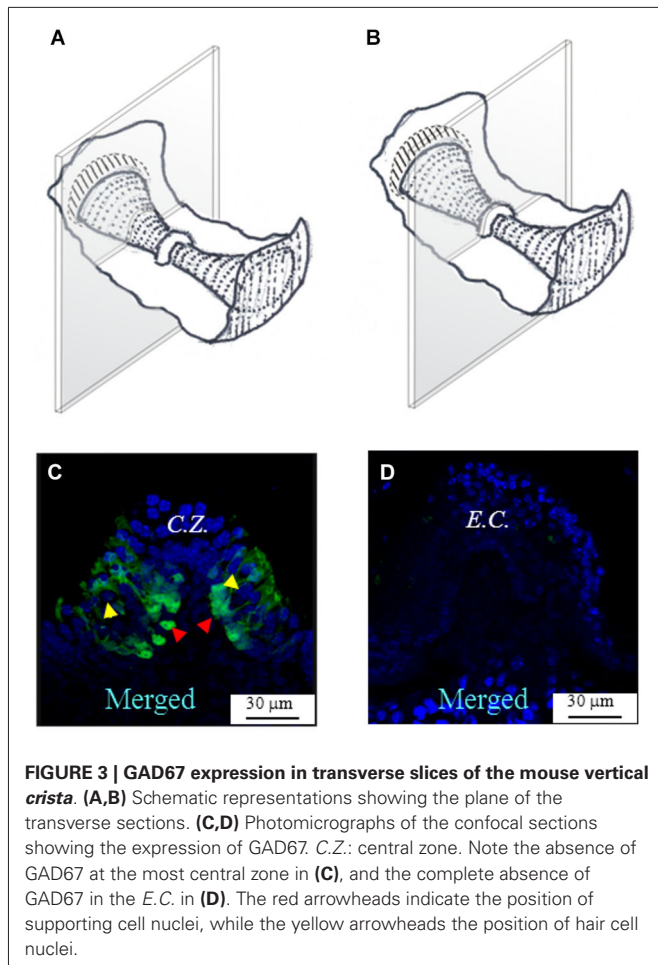 A
B
C
C.Z.
Merged
30 µm
D
E.C.
Merged
30 µm
FIGURE 3 | GAD67 expression in transverse slices of the mouse vertical
crista. (A,B) Schematic representations showing the plane of the
transverse sections. (C,D) Photomicrographs of the confocal sections
showing the expression of GAD67. C.Z.: central zone. Note the absence of
GAD67 at the most central zone in (C), and the complete absence of
GAD67 in the E.C. in (D). The red arrowheads indicate the position of
supporting cell nuclei, while the yellow arrowheads the position of hair cell
nuclei.